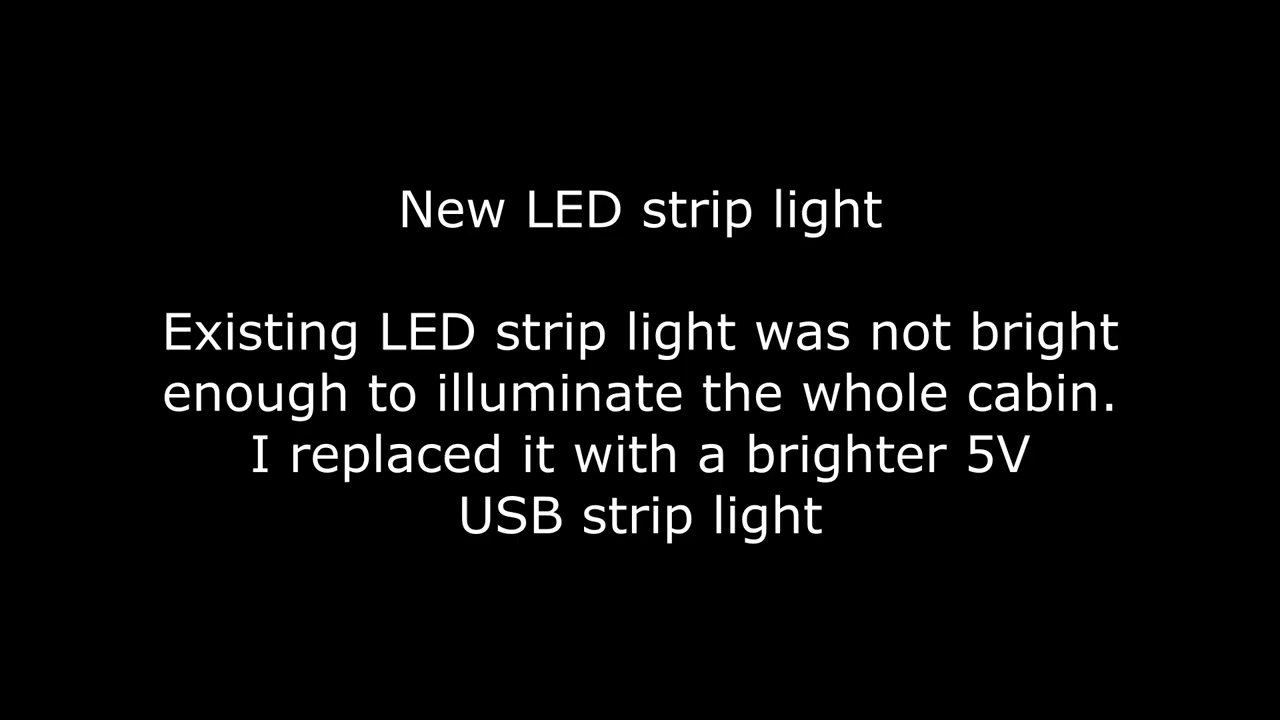 New LED strip light
Existing LED strip light was not bright
enough to illuminate the whole cabin.
I replaced it with a brighter 5V
USB strip light